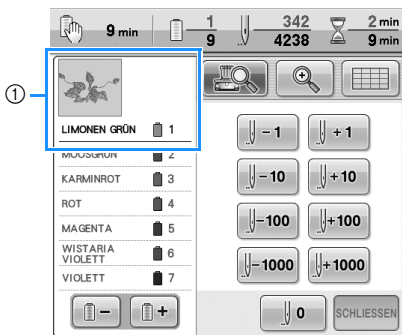 9 min
1
9
342
4238
2 min
9 min
1
LIMONEN GRÜN 1
MOOSGRÜN 2
KARMINROT 3
ROT 4
MAGENTA 5
WISTARIA
VIOLETT 6
VIOLETT 7
– 1
+ 1
– 10
+ 10
–100
+100
–1000
+1000
–
+
0
SCHLIESSEN